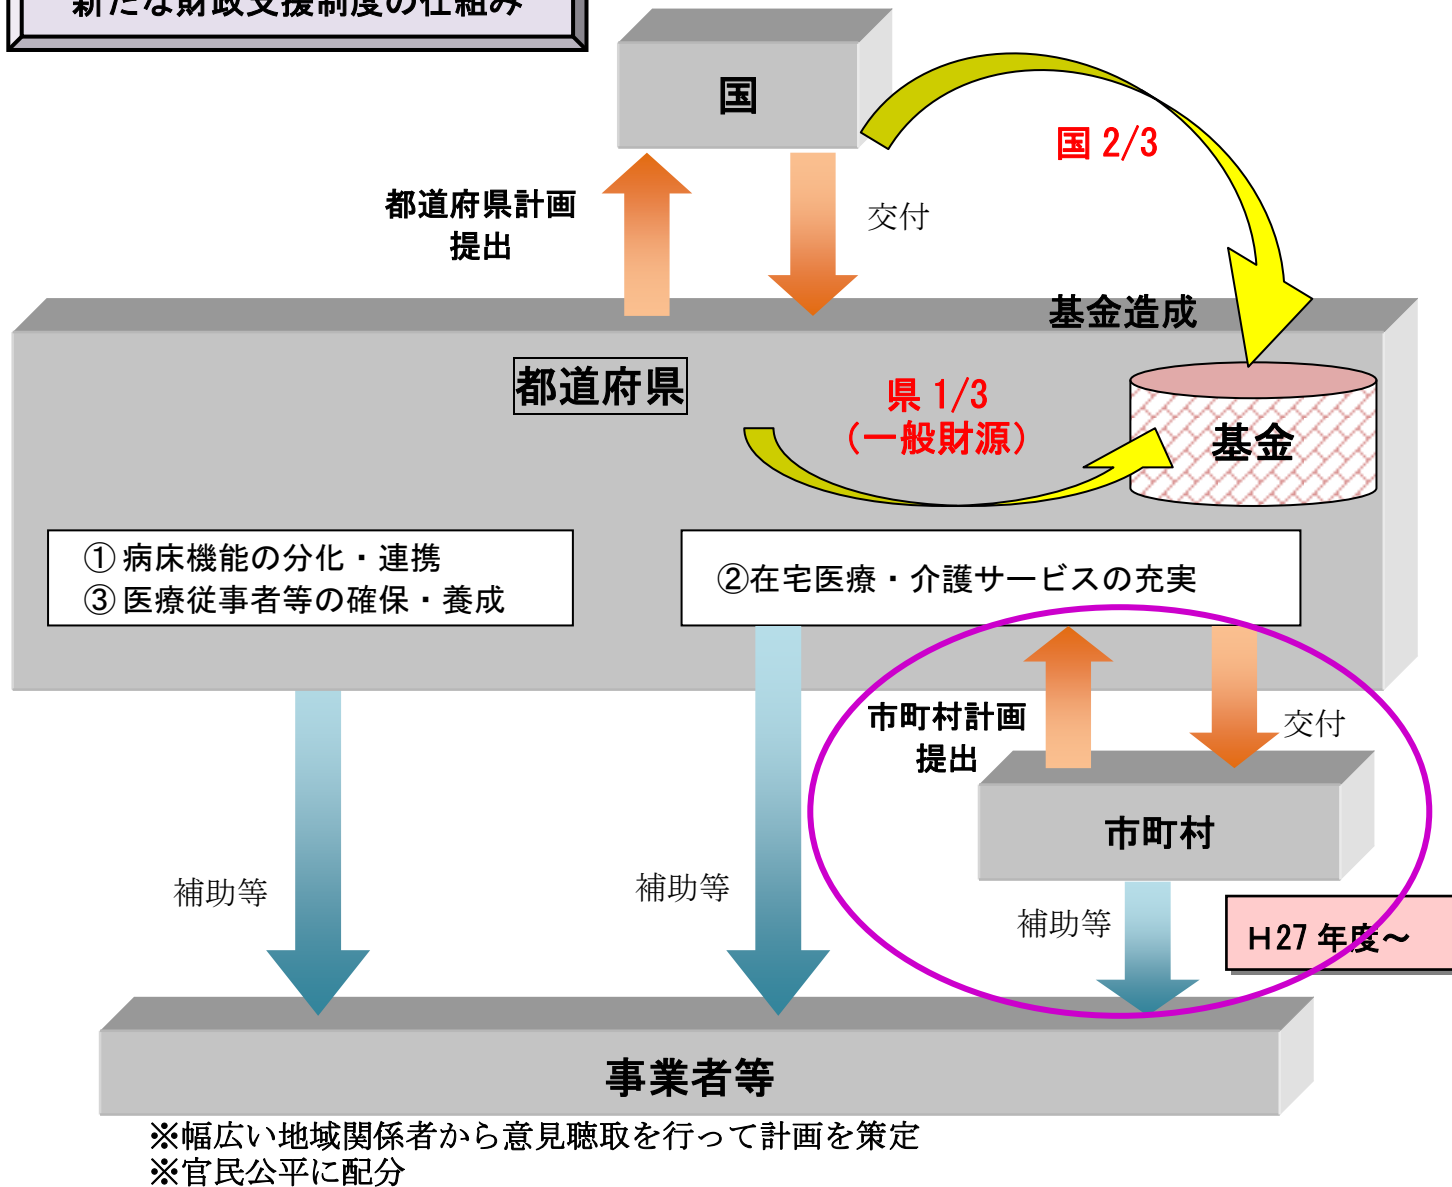 新たな財政支援制度の仕組み
国
国 2/3
都道府県計画
提出
交付
基金造成
都道府県
県 1/3
(一般財源)
基金
① 病床機能の分化・連携
③ 医療従事者等の確保・養成
②在宅医療・介護サービスの充実
市町村計画
提出
交付
市町村
補助等
補助等
補助等
H27 年度～
事業者等
※幅広い地域関係者から意見聴取を行って計画を策定
※官民公平に配分